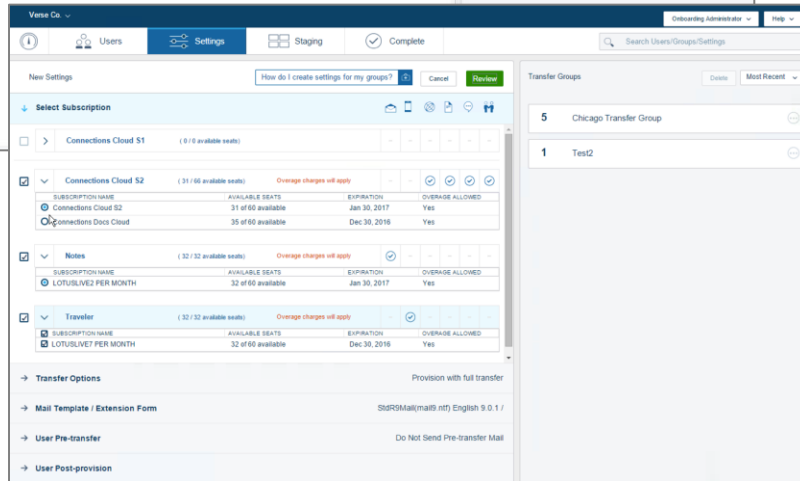 Verse Co.
Onboarding Administrator
Help
Users
Settings
Staging
Complete
Search Users/Groups/Settings
New Settings
How do I create settings for my groups?
Cancel
Review
Transfer Groups
Delete
Most Recent
Select Subscription
5 Chicago Transfer Group
1 Test2
Connections Cloud S1 ( 0 / 0 available seats)
Connections Cloud S2 ( 31 / 66 available seats) Overage charges will apply
SUBSCRIPTION NAME AVAILABLE SEATS EXPIRATION OVERAGE ALLOWED
Connections Cloud S2 31 of 60 available Jan 30, 2017 Yes
Connections Docs Cloud 35 of 60 available Dec 30, 2016 Yes
Notes ( 32 / 32 available seats) Overage charges will apply
SUBSCRIPTION NAME AVAILABLE SEATS EXPIRATION OVERAGE ALLOWED
LOTUSLIVE2 PER MONTH 32 of 60 available Jan 30, 2017 Yes
Traveler ( 32 / 32 available seats) Overage charges will apply
SUBSCRIPTION NAME AVAILABLE SEATS EXPIRATION OVERAGE ALLOWED
LOTUSLIVE7 PER MONTH 32 of 60 available Dec 30, 2016 Yes
Transfer Options Provision with full transfer
Mail Template / Extension Form StdR9Mail(mail9.ntf) English 9.0.1 /
User Pre-transfer Do Not Send Pre-transfer Mail
User Post-provision